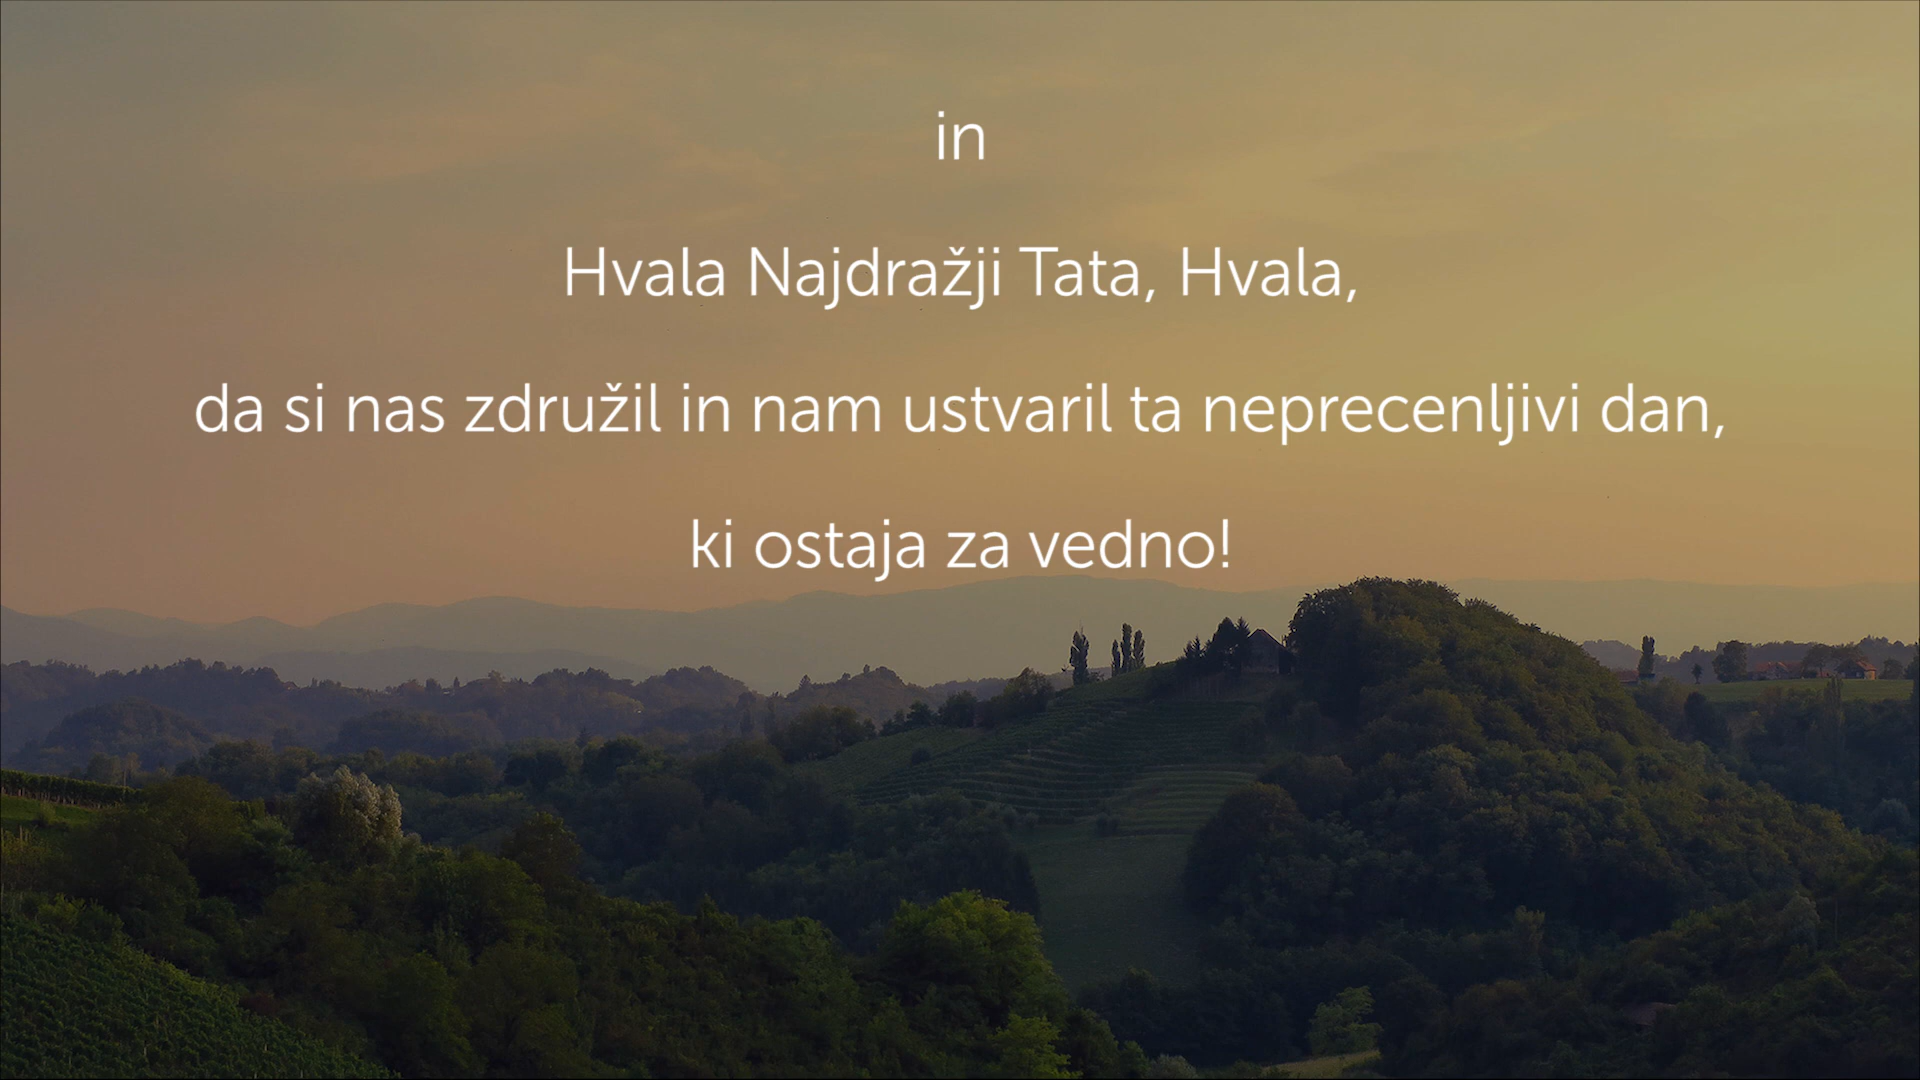 in
Hvala Najdražji Tata, Hvala,
da si nas združil in nam ustvaril ta neprecenljivi dan,
ki ostaja za vedno!